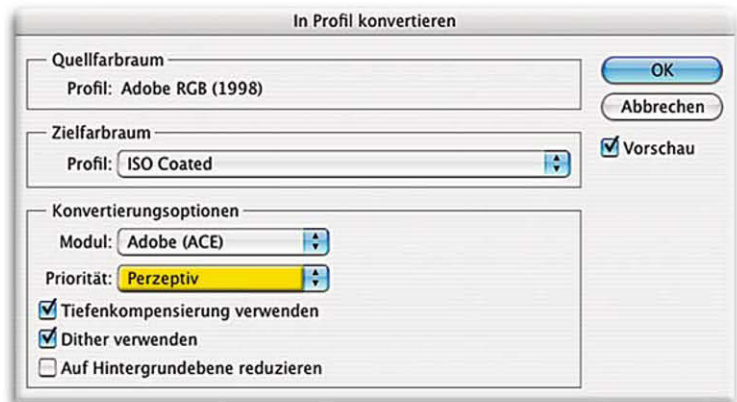 In Profil konvertieren
Quellfarbraum
Profil: Adobe RGB (1998)
OK
Abbrechen
Vorschau
Zielfarbraum
Profil: ISO Coated
Konvertierungsoptionen
Modul: Adobe (ACE)
Priorität: Perzeptiv
Tiefenkompensierung verwenden
Dither verwenden
Auf Hintergrundebene reduzieren